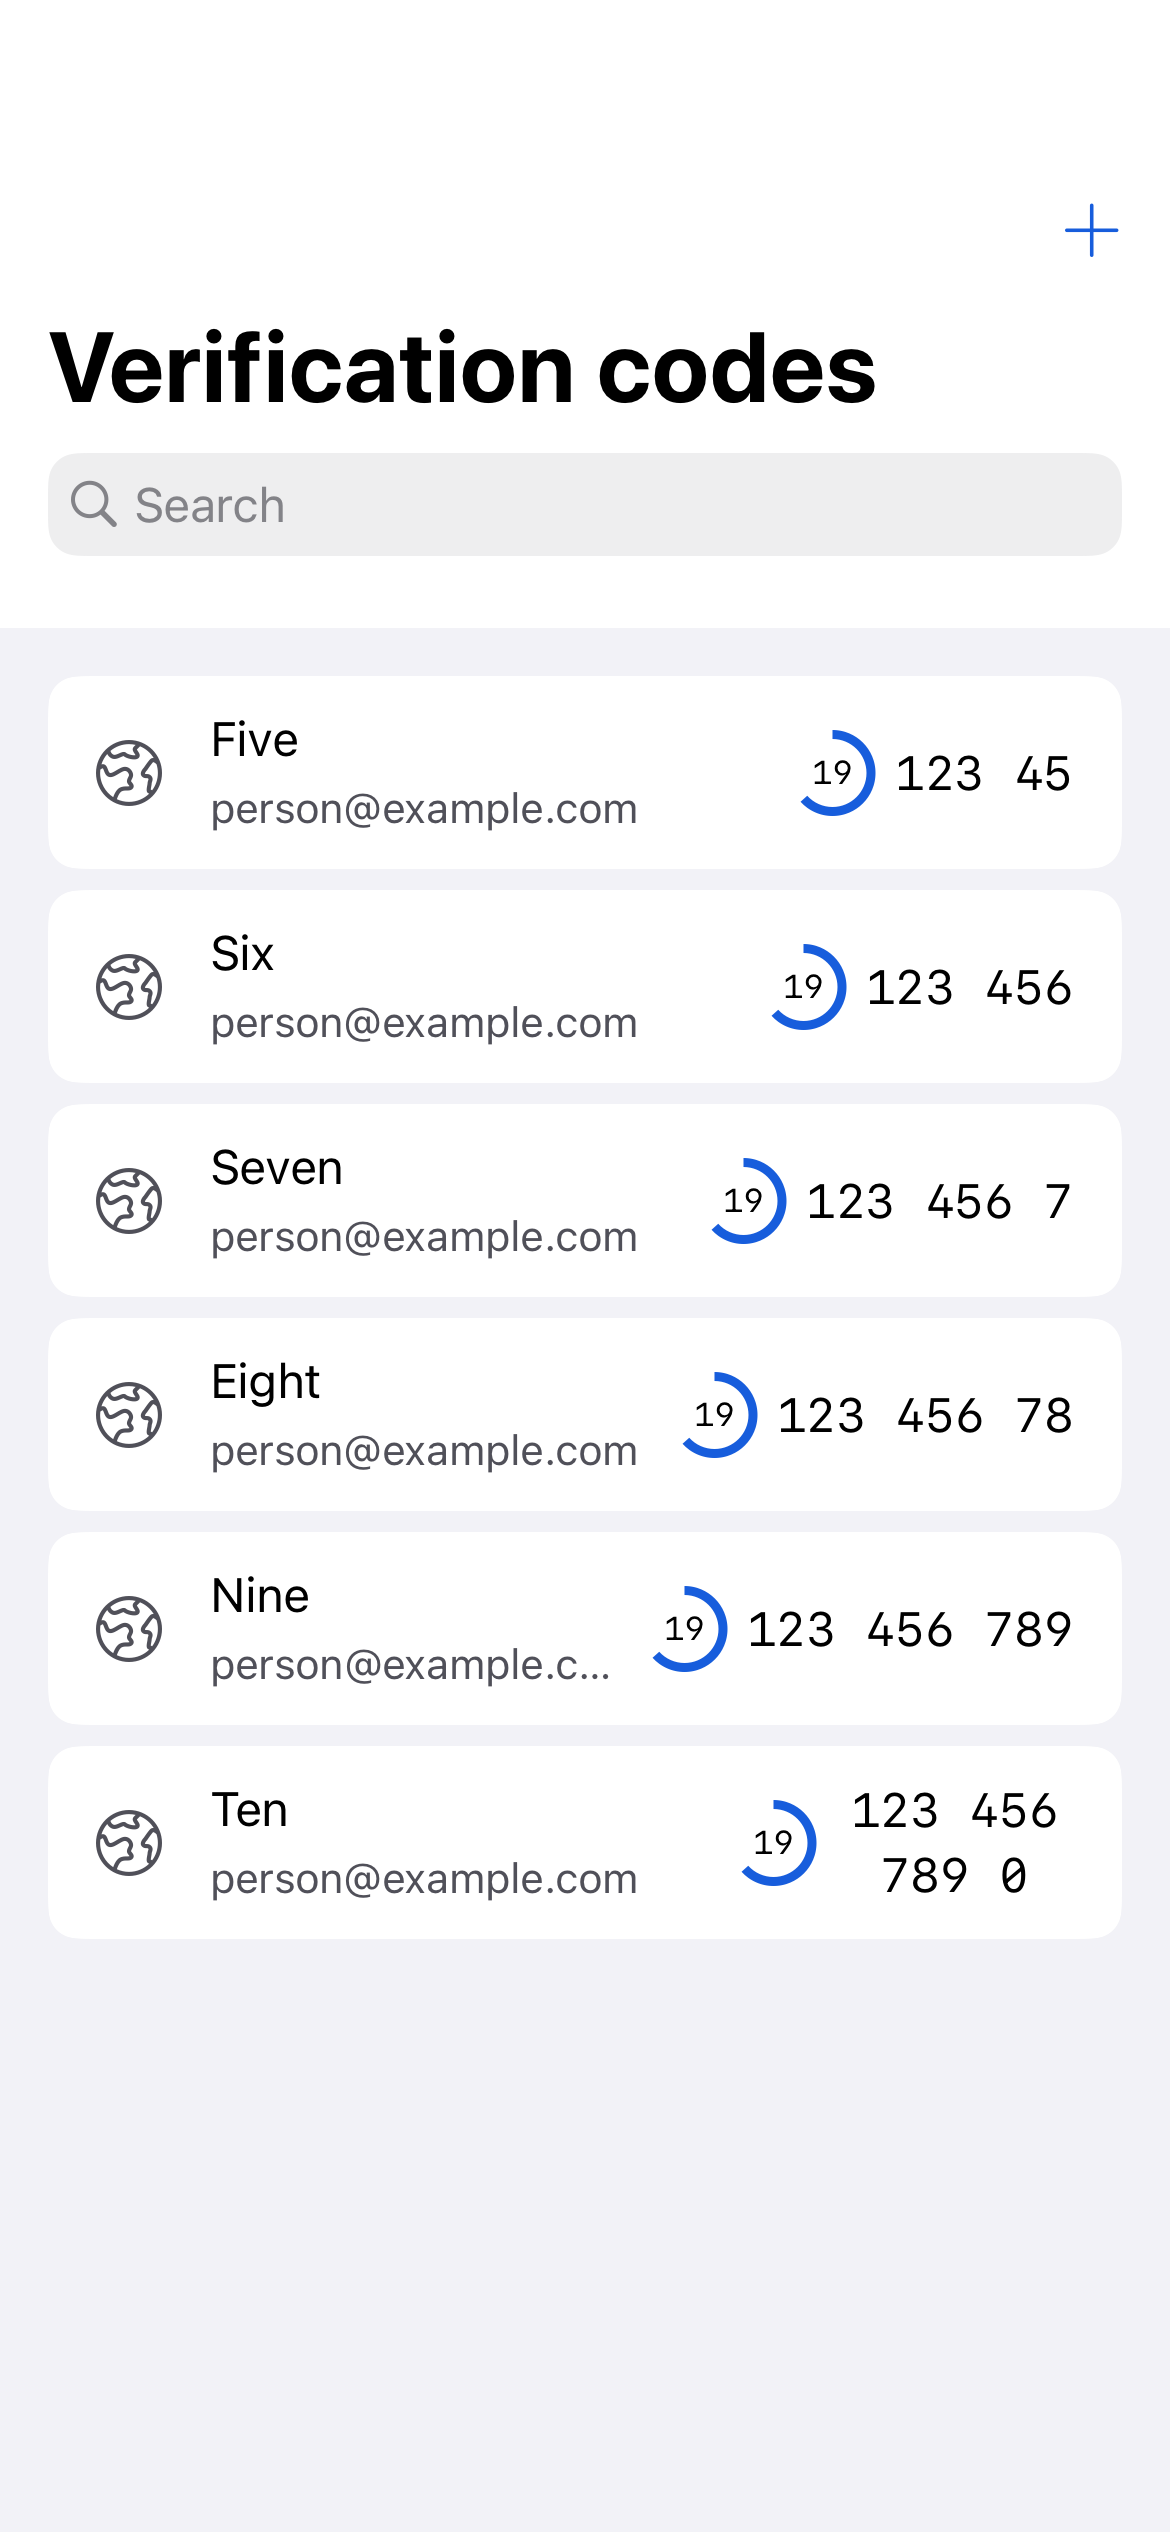 Verification codes
Search
Five
person@example.com
19
123 45
Six
person@example.com
19
123 456
Seven
person@example.com
19
123 456 7
Eight
person@example.com
19
123 456 78
Nine
person@example.c...
19
123 456 789
Ten
person@example.com
19
123 456
789 0